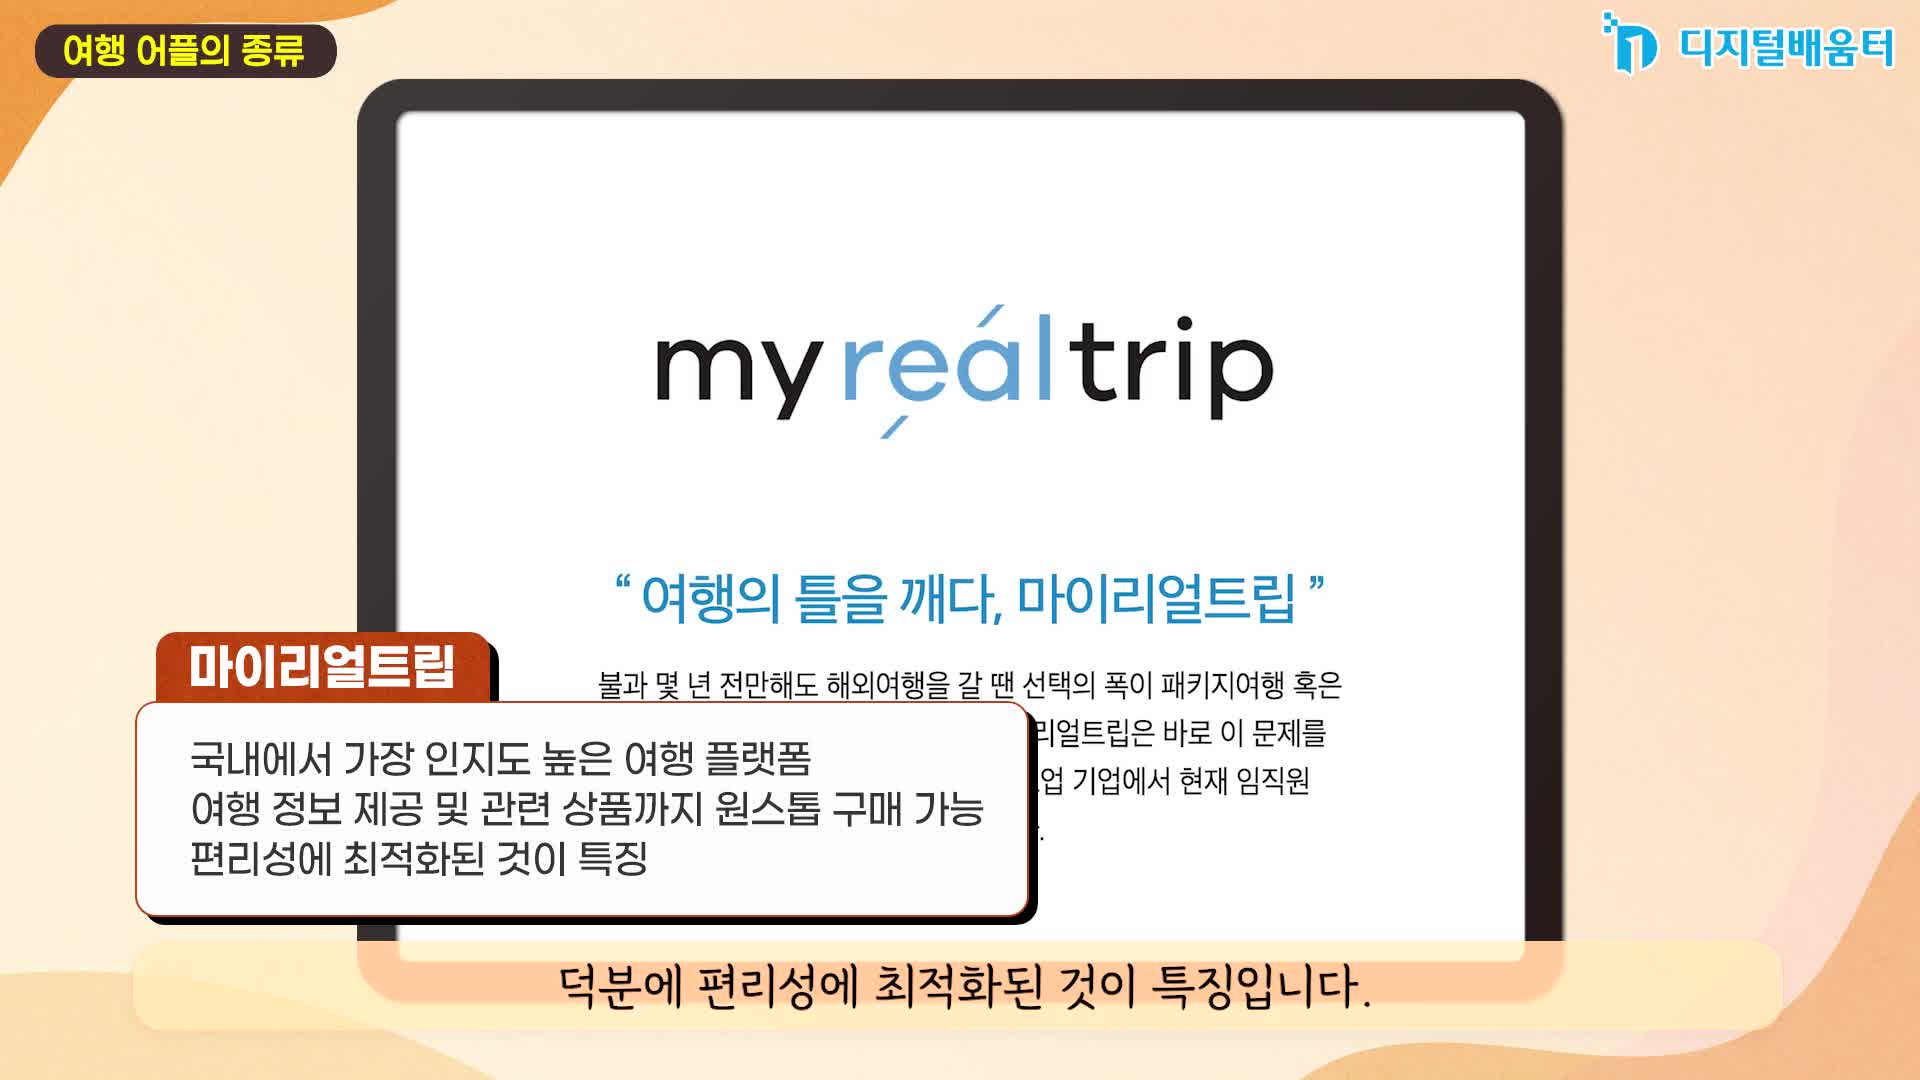 여행 어플의 종류
디지털배움터
my real trip
“ 여행의 틀을 깨다, 마이리얼트립 ”
불과 몇 년 전만해도 해외여행을 갈 땐 선택의 폭이 패키지여행 혹은
리얼트립은 바로 이 문제를
기업에서 현재 임직원
마이리얼트립
국내에서 가장 인지도 높은 여행 플랫폼
여행 정보 제공 및 관련 상품까지 원스톱 구매 가능
편리성에 최적화된 것이 특징
덕분에 편리성에 최적화된 것이 특징입니다.